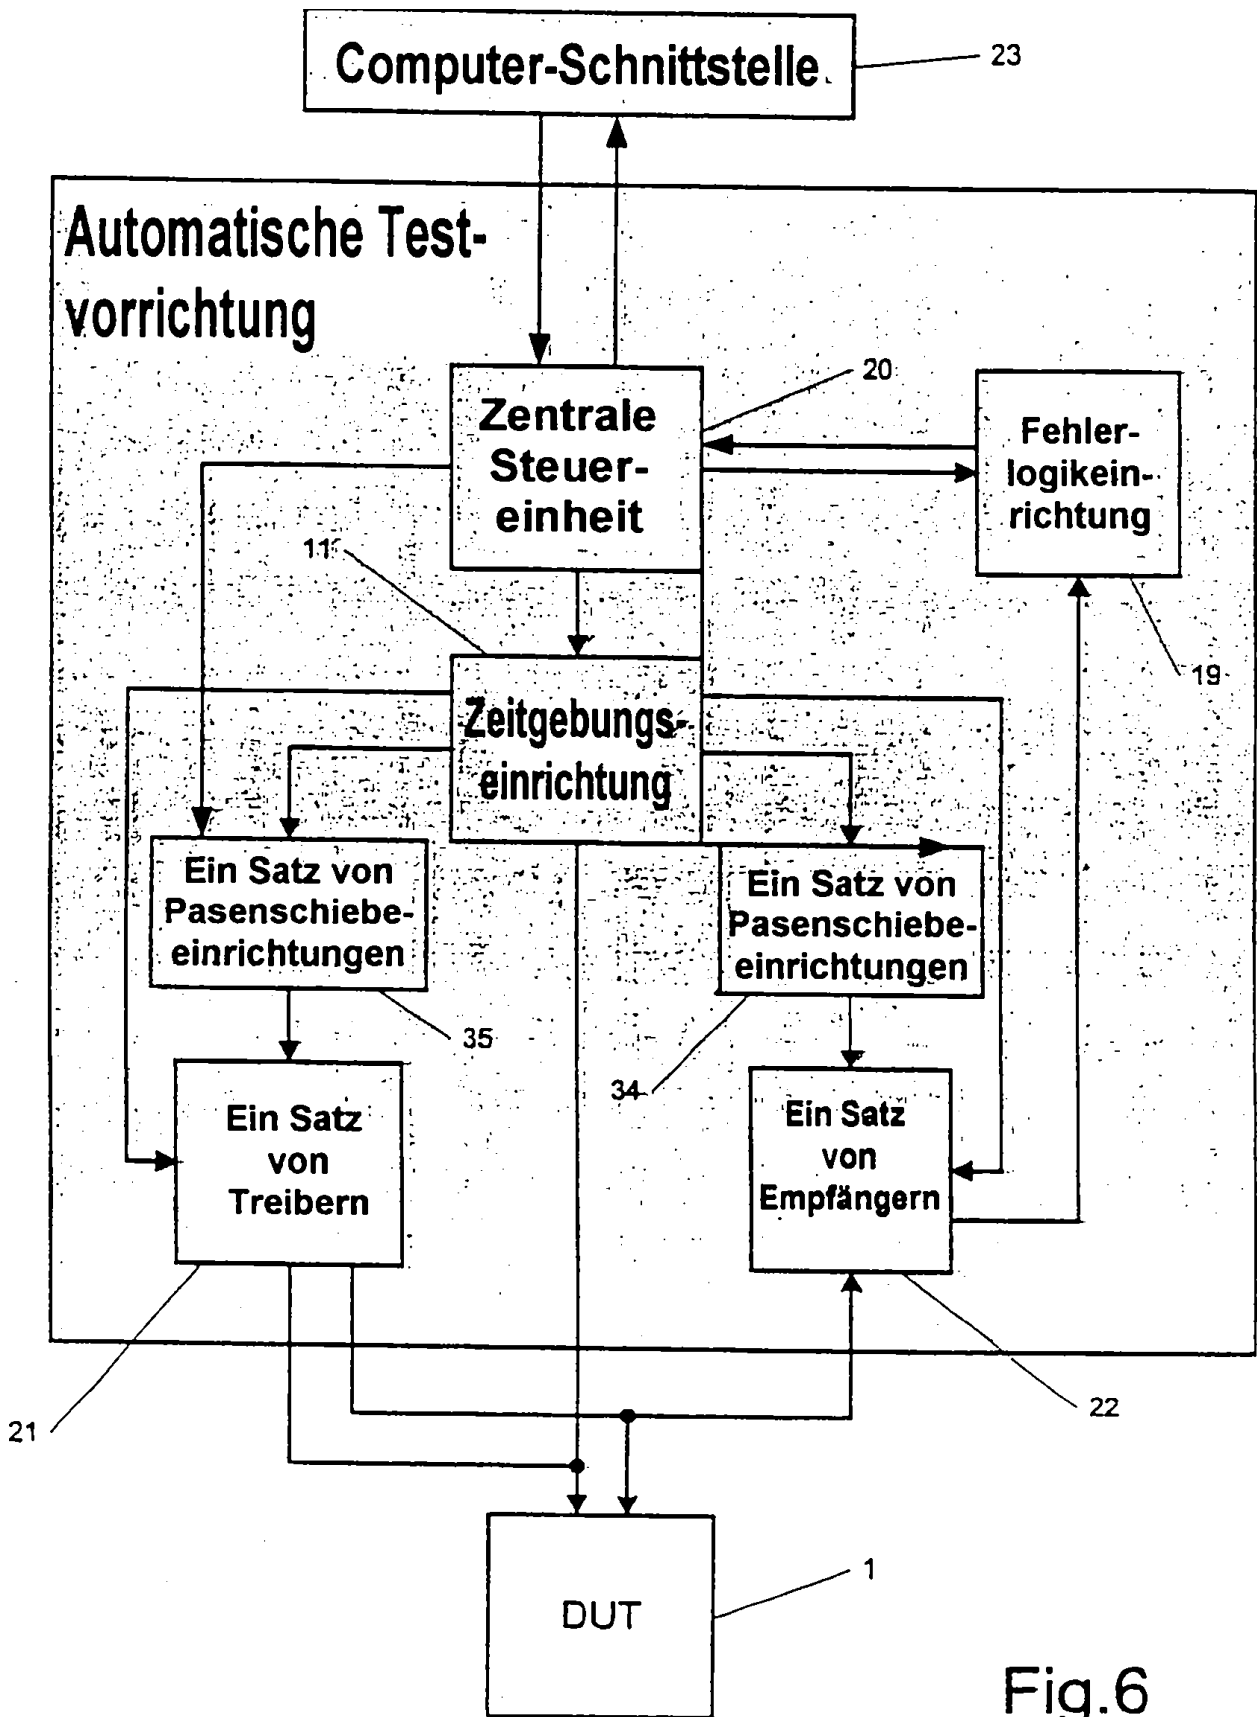 Computer-Schnittstelle
23
Automatische Test-
vorrichtung
Zentrale
Steuer-
einheit
20
Fehler-
logikein-
richtung
11
19
Zeitgebungs-
einrichtung
Ein Satz von
Pasenschiebe-
einrichtungen
35
Ein Satz von
Pasenschiebe-
einrichtungen
34
Ein Satz
von
Treibern
21
Ein Satz
von
Empfängern
22
DUT
1
Fig.6